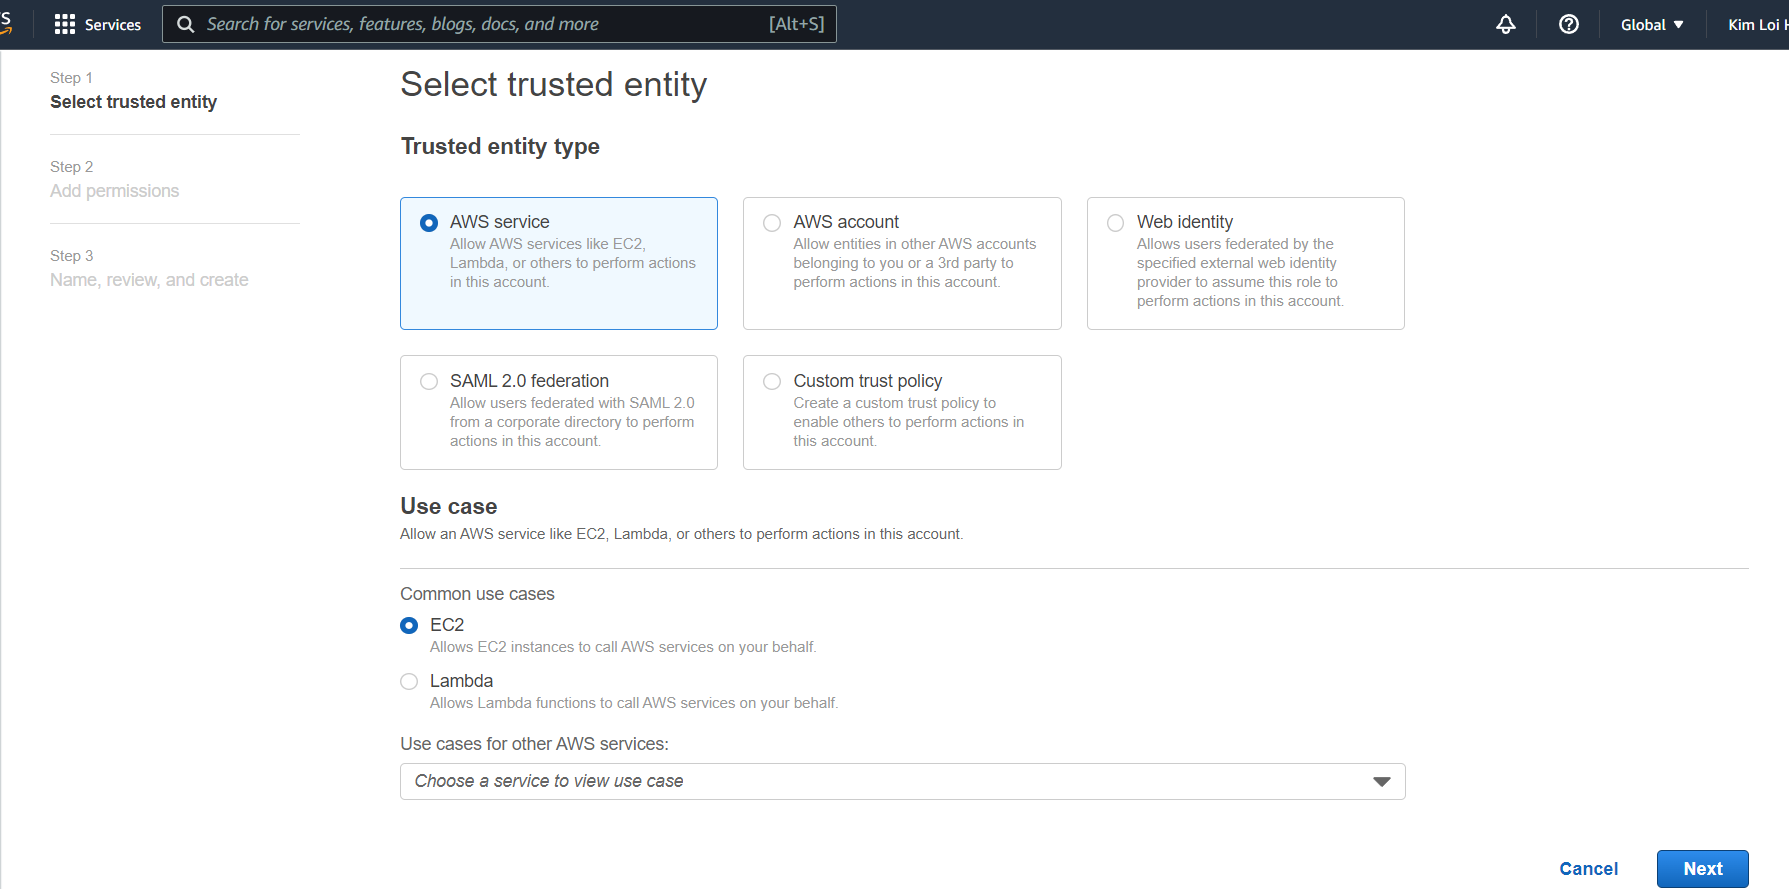 Services
Search for services, features, blogs, docs, and more [Alt+S]
Global
Kim Loi
Step 1
Select trusted entity
Step 2
Add permissions
Step 3
Name, review, and create
Select trusted entity
Trusted entity type
AWS service
Allow AWS services like EC2,
Lambda, or others to perform actions
in this account.
AWS account
Allow entities in other AWS accounts
belonging to you or a 3rd party to
perform actions in this account.
Web identity
Allows users federated by the
specified external web identity
provider to assume this role to
perform actions in this account.
SAML 2.0 federation
Allow users federated with SAML 2.0
from a corporate directory to perform
actions in this account.
Custom trust policy
Create a custom trust policy to
enable others to perform actions in
this account.
Use case
Allow an AWS service like EC2, Lambda, or others to perform actions in this account.
Common use cases
EC2
Allows EC2 instances to call AWS services on your behalf.
Lambda
Allows Lambda functions to call AWS services on your behalf.
Use cases for other AWS services:
Choose a service to view use case
Cancel
Next